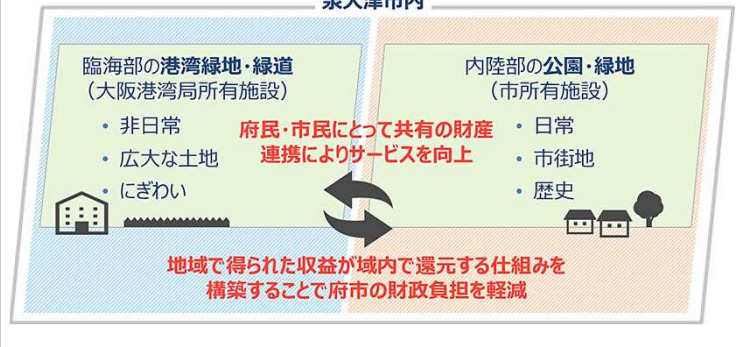 泉大津市内
臨海部の港湾緑地・緑道
（大阪港湾局所有施設）
・非日常
・広大な土地
・にぎわい
内陸部の公園・緑地
（市所有施設）
・日常
・市街地
・歴史
府民・市民にとって共有の財産
連携によりサービスを向上
地域で得られた収益が域内で還元する仕組みを
構築することで府市の財政負担を軽減